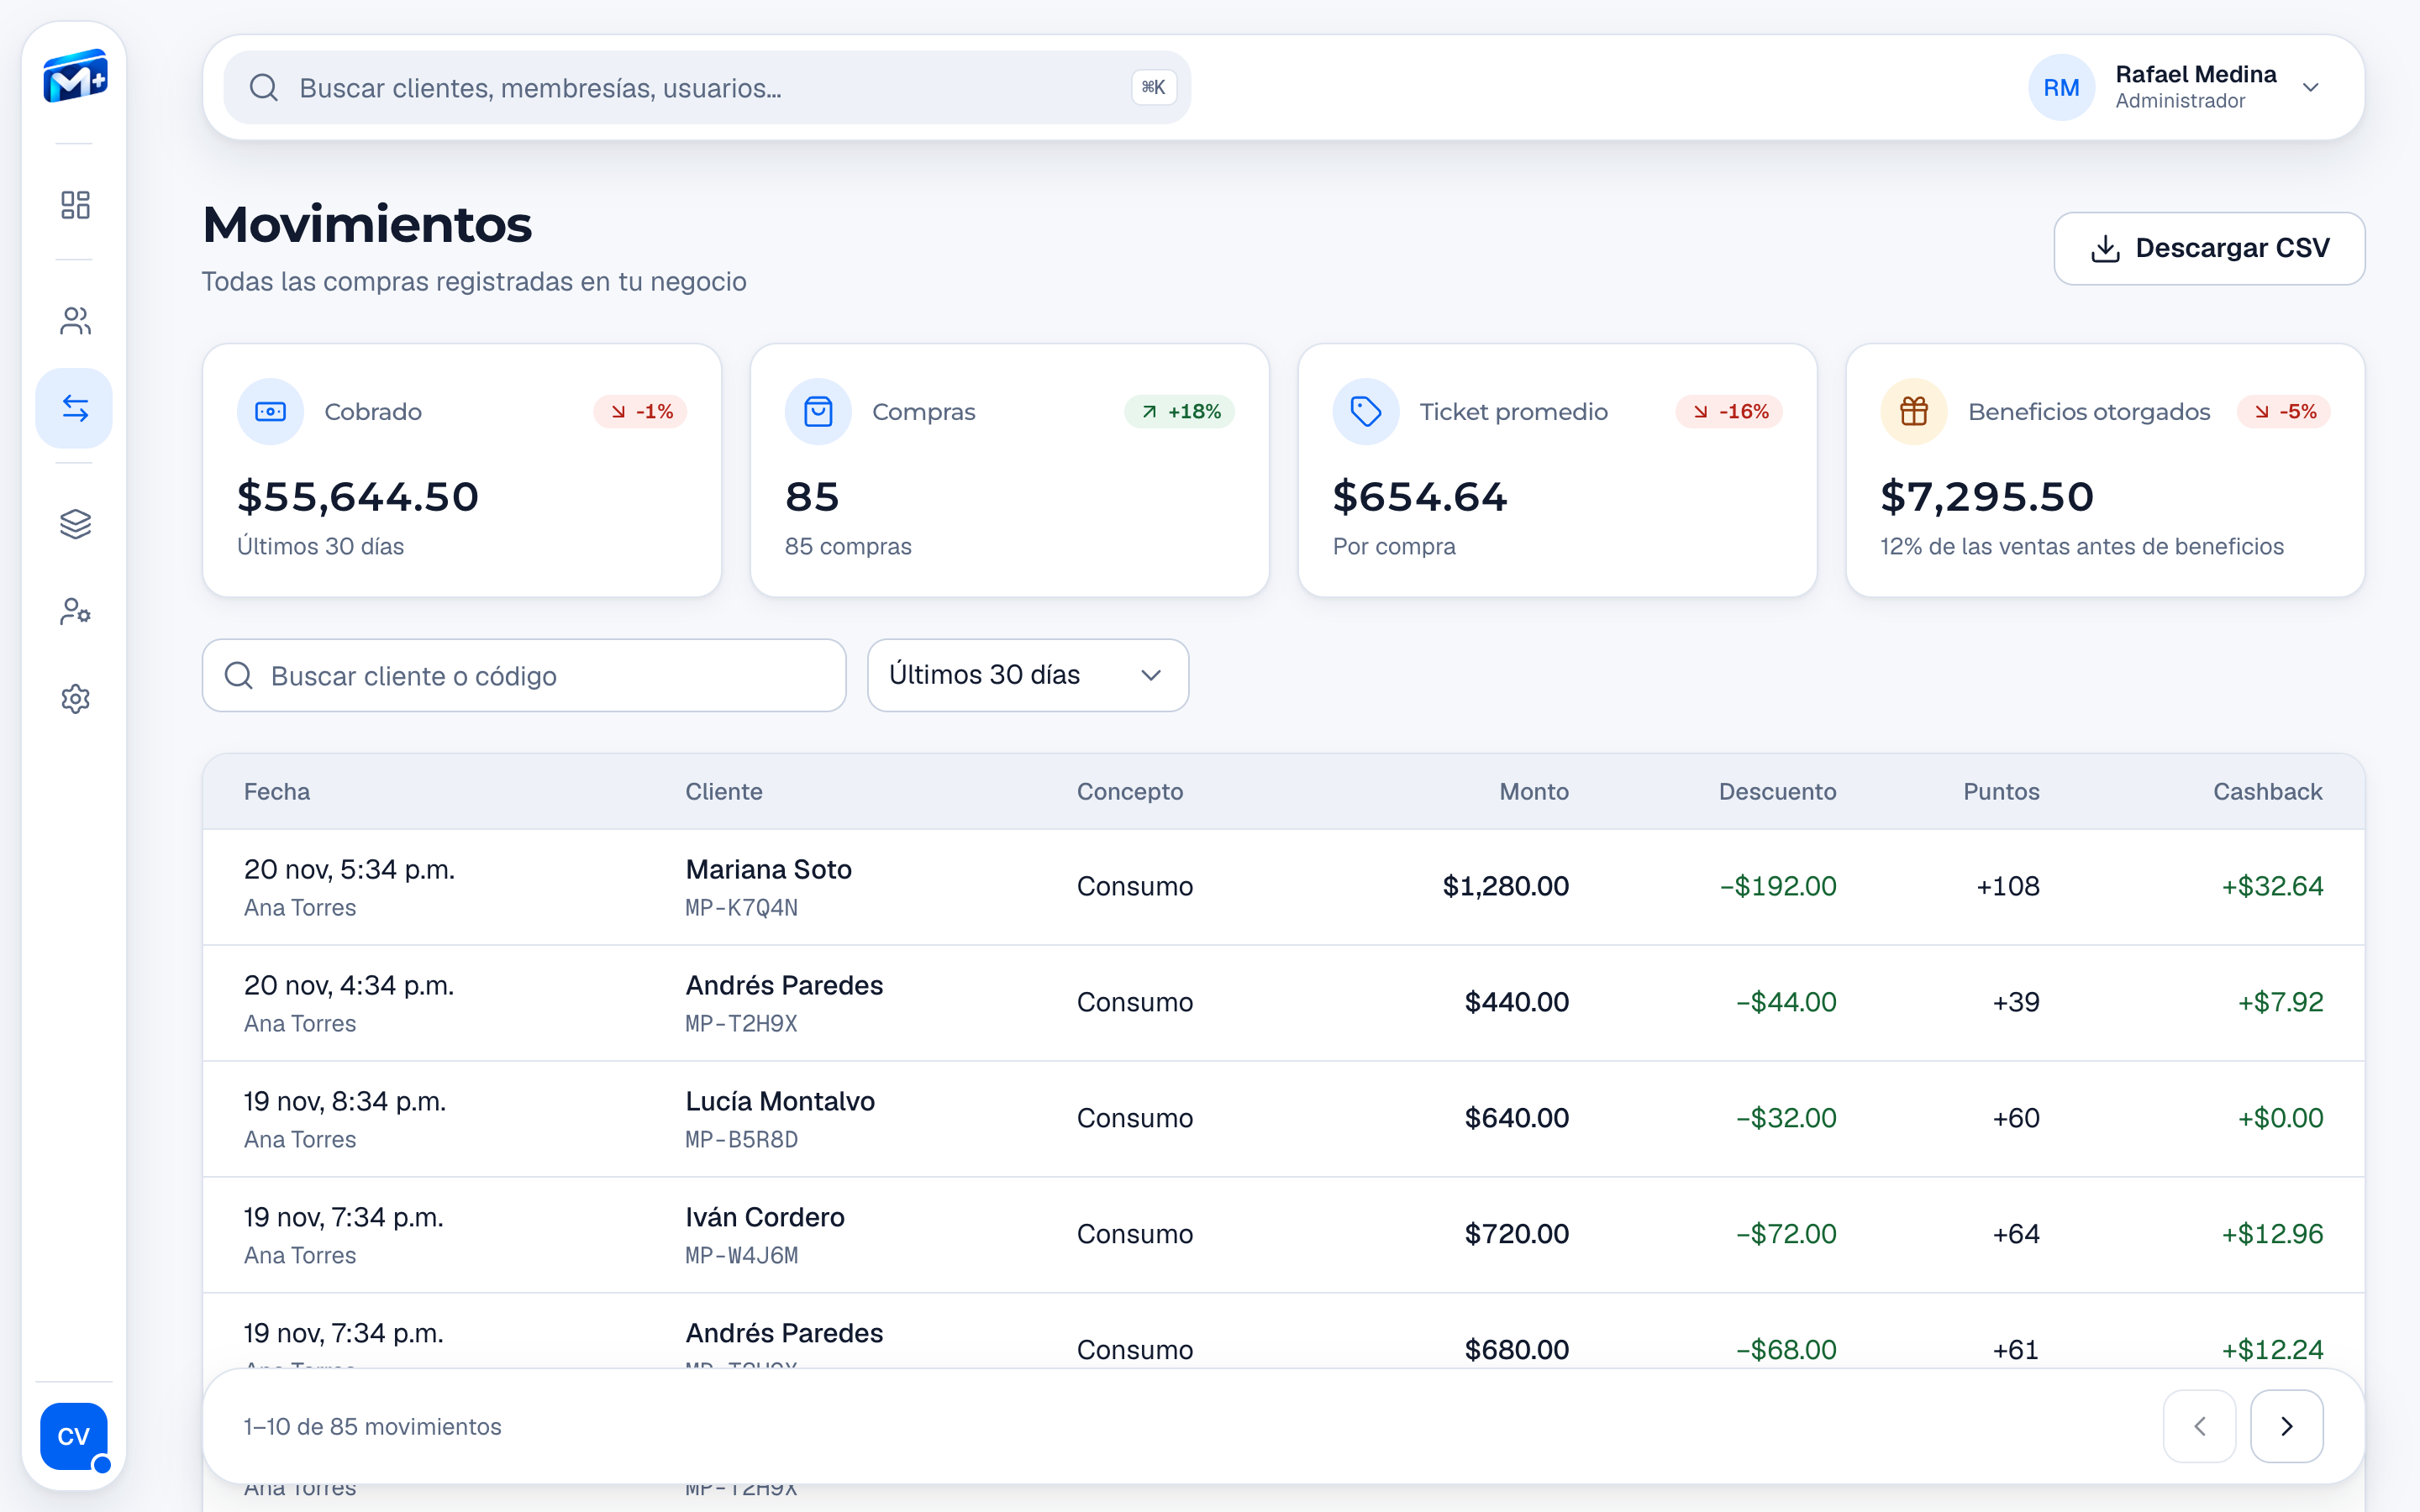 M+
Buscar clientes, membresías, usuarios...
⌘K
RM
Rafael Medina
Administrador
Movimientos
Todas las compras registradas en tu negocio
Descargar CSV
Cobrado
-1%
$55,644.50
Últimos 30 días
Compras
+18%
85
85 compras
Ticket promedio
-16%
$654.64
Por compra
Beneficios otorgados
-5%
$7,295.50
12% de las ventas antes de beneficios
Buscar cliente o código
Últimos 30 días
Fecha Cliente Concepto Monto Descuento Puntos Cashback
20 nov, 5:34 p.m. Mariana Soto Consumo $1,280.00 −$192.00 +108 +$32.64
Ana Torres MP-K7Q4N
20 nov, 4:34 p.m. Andrés Paredes Consumo $440.00 −$44.00 +39 +$7.92
Ana Torres MP-T2H9X
19 nov, 8:34 p.m. Lucía Montalvo Consumo $640.00 −$32.00 +60 +$0.00
Ana Torres MP-B5R8D
19 nov, 7:34 p.m. Iván Cordero Consumo $720.00 −$72.00 +64 +$12.96
Ana Torres MP-W4J6M
19 nov, 7:34 p.m. Andrés Paredes Consumo $680.00 −$68.00 +61 +$12.24
Ana Torres MP-T2H9X
1–10 de 85 movimientos
Ana Torres MP-T2H9X
CV